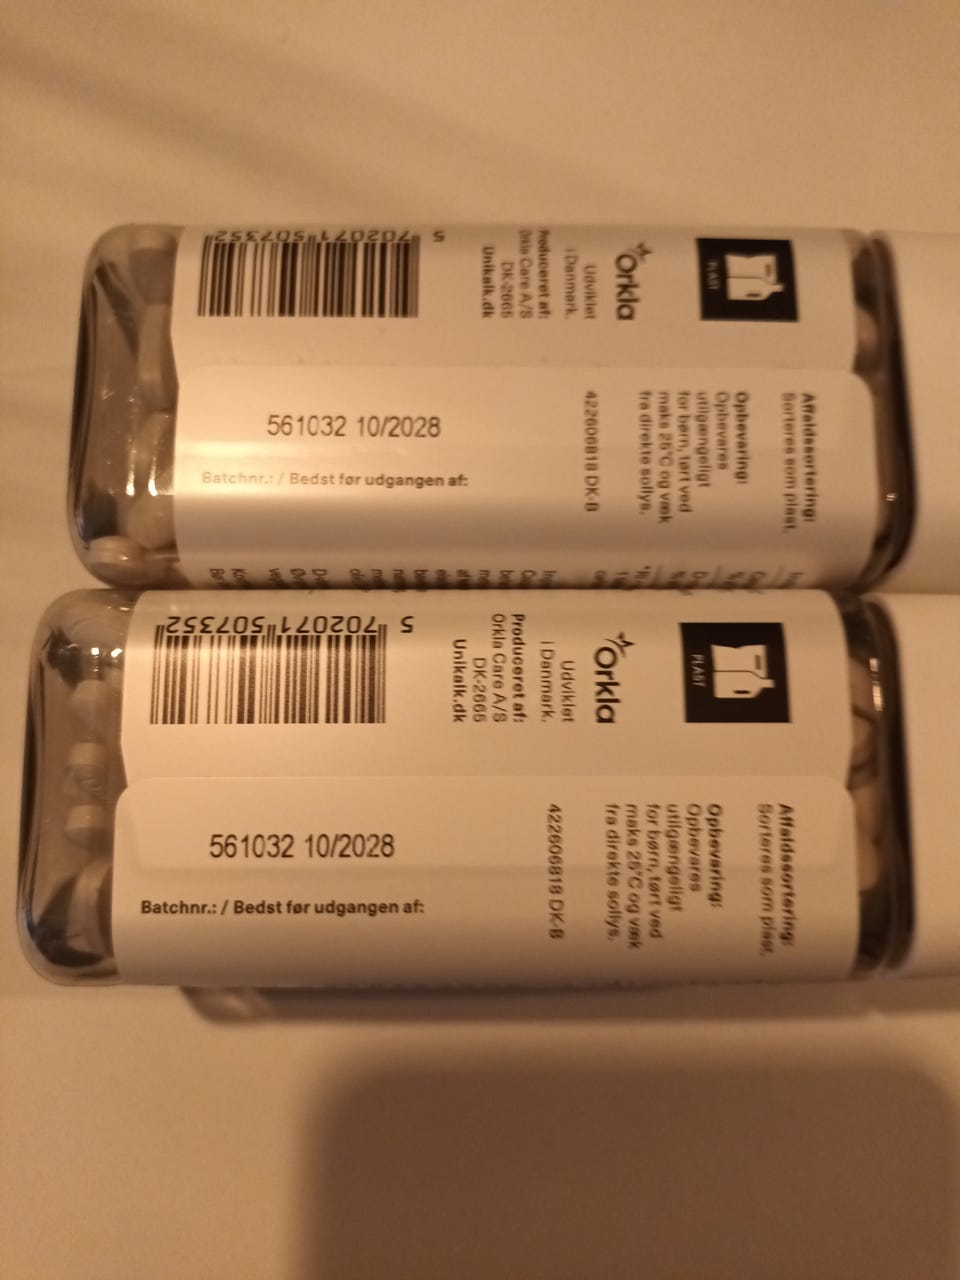 5 702071 507352
Produceret af:
Orkla Care A/S
DK-2665
Unikalk.dk
Udviklet
i Danmark.
Orkla
PLAST
561032 10/2028
Batchnr.: / Bedst før udgangen af:
422606818 DK-B
Opbevaring:
Opbevares
utilgængeligt
for børn, tørt ved
maks 25°C og væk
fra direkte sollys.
Affaldssortering:
Sorteres som plast.
5 702071 507352
Produceret af:
Orkla Care A/S
DK-2665
Unikalk.dk
Udviklet
i Danmark.
Orkla
PLAST
561032 10/2028
Batchnr.: / Bedst før udgangen af:
422606818 DK-B
Opbevaring:
Opbevares
utilgængeligt
for børn, tørt ved
maks 25°C og væk
fra direkte sollys.
Affaldssortering:
Sorteres som plast.